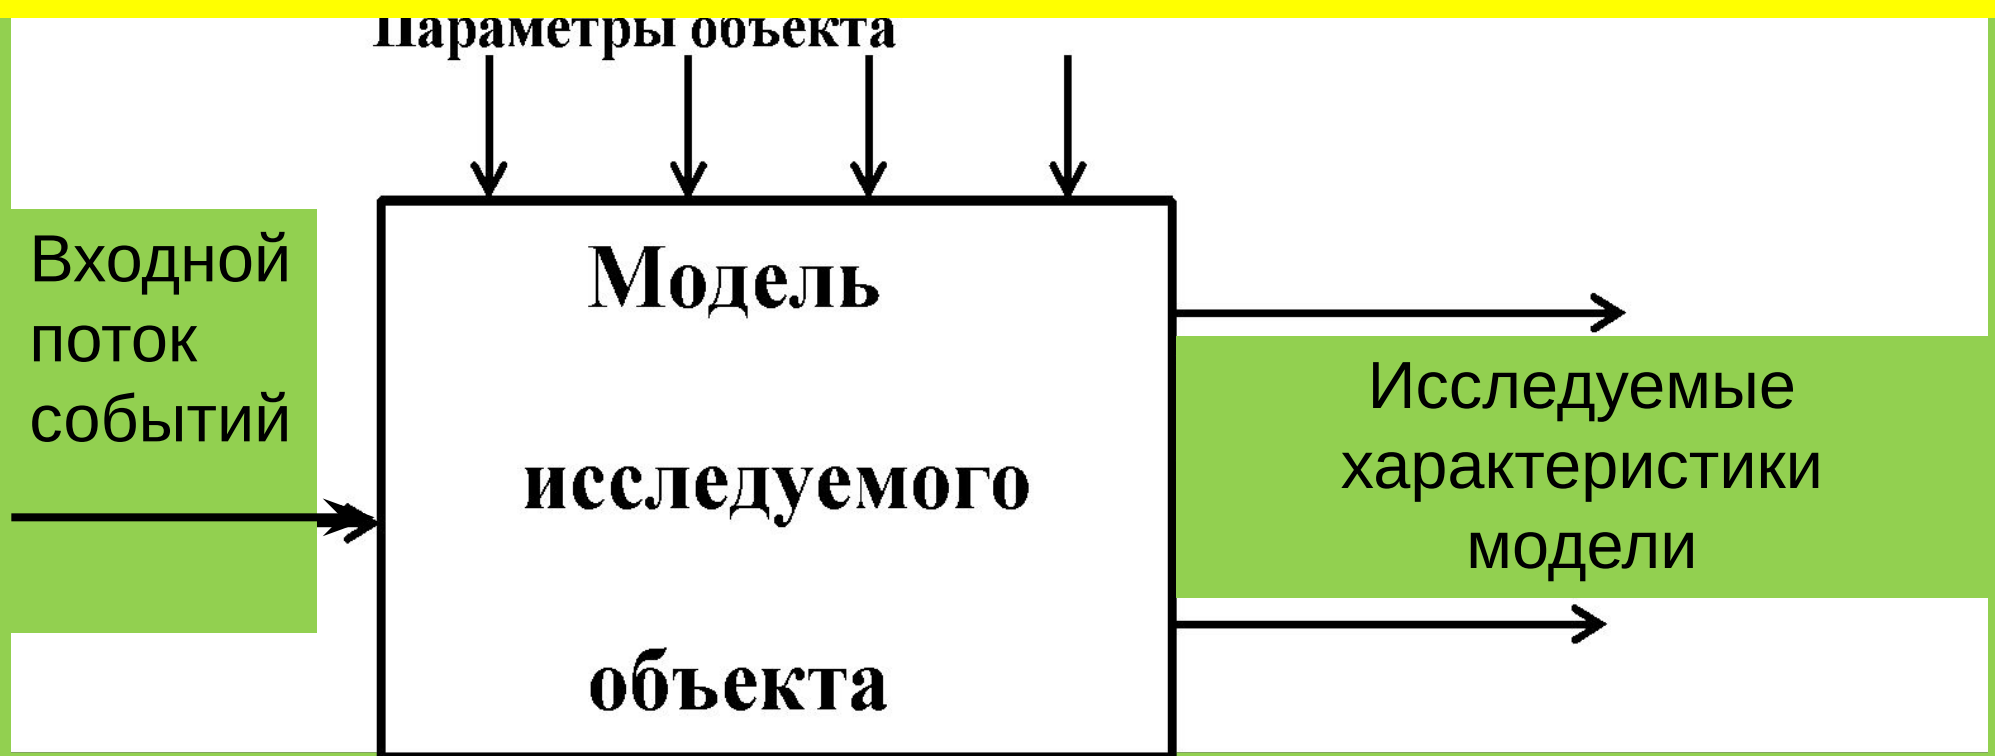 Параметры объекта
Входной
поток
событий
Модель
исследуемого
объекта
Исследуемые
характеристики
модели